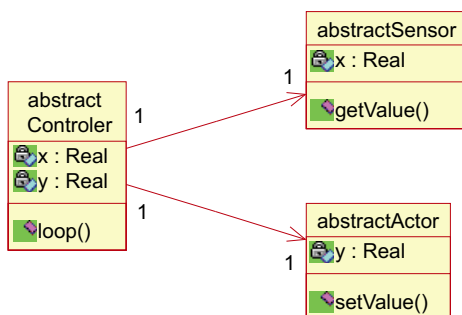 abstract
Controler
x : Real
y : Real
loop()
1
1
abstractSensor
x : Real
getValue()
1
1
abstractActor
y : Real
setValue()